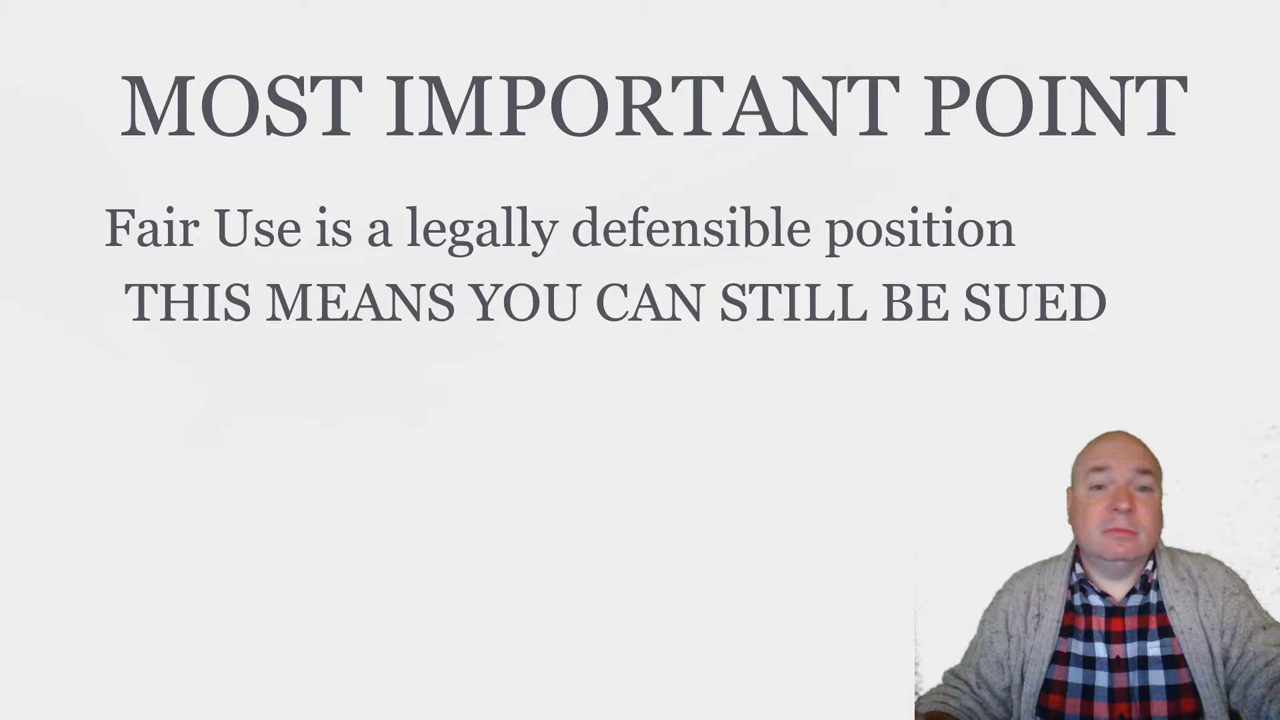 MOST IMPORTANT POINT
Fair Use is a legally defensible position
THIS MEANS YOU CAN STILL BE SUED